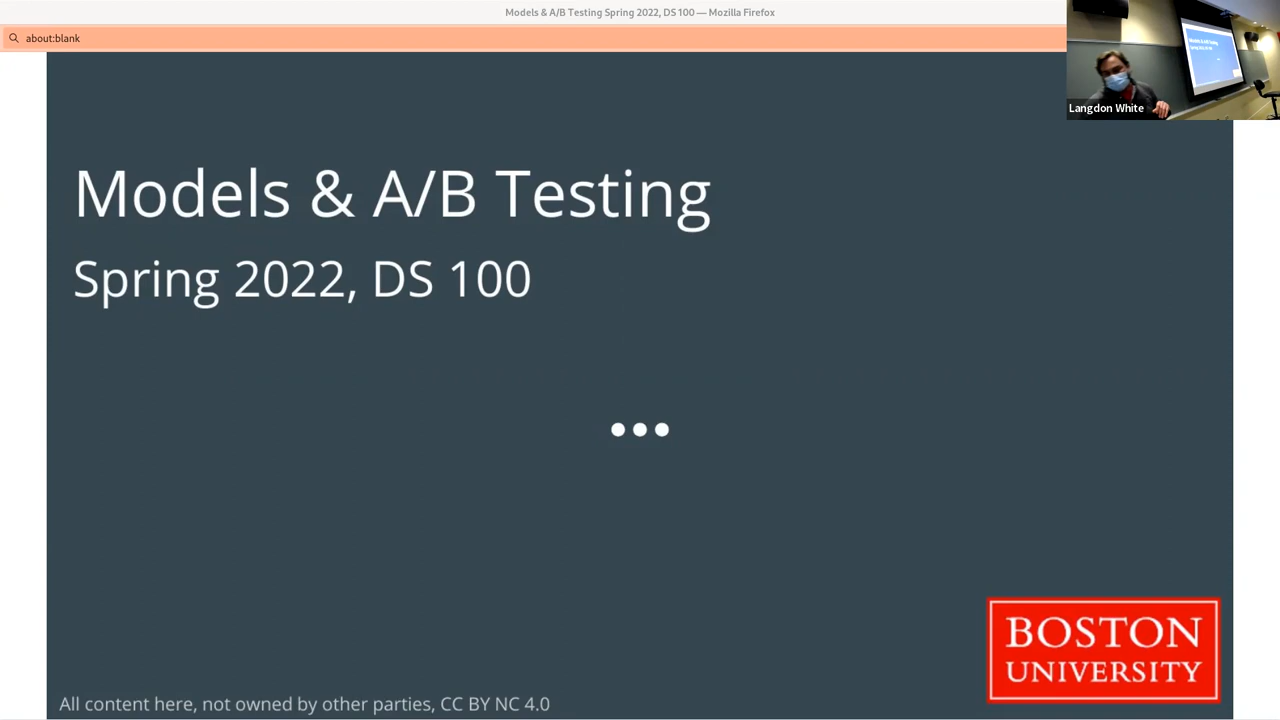 Models & A/B Testing Spring 2022, DS 100 — Mozilla Firefox
about:blank
Langdon White
Models & A/B Testing
Spring 2022, DS 100
BOSTON
UNIVERSITY
All content here, not owned by other parties, CC BY NC 4.0